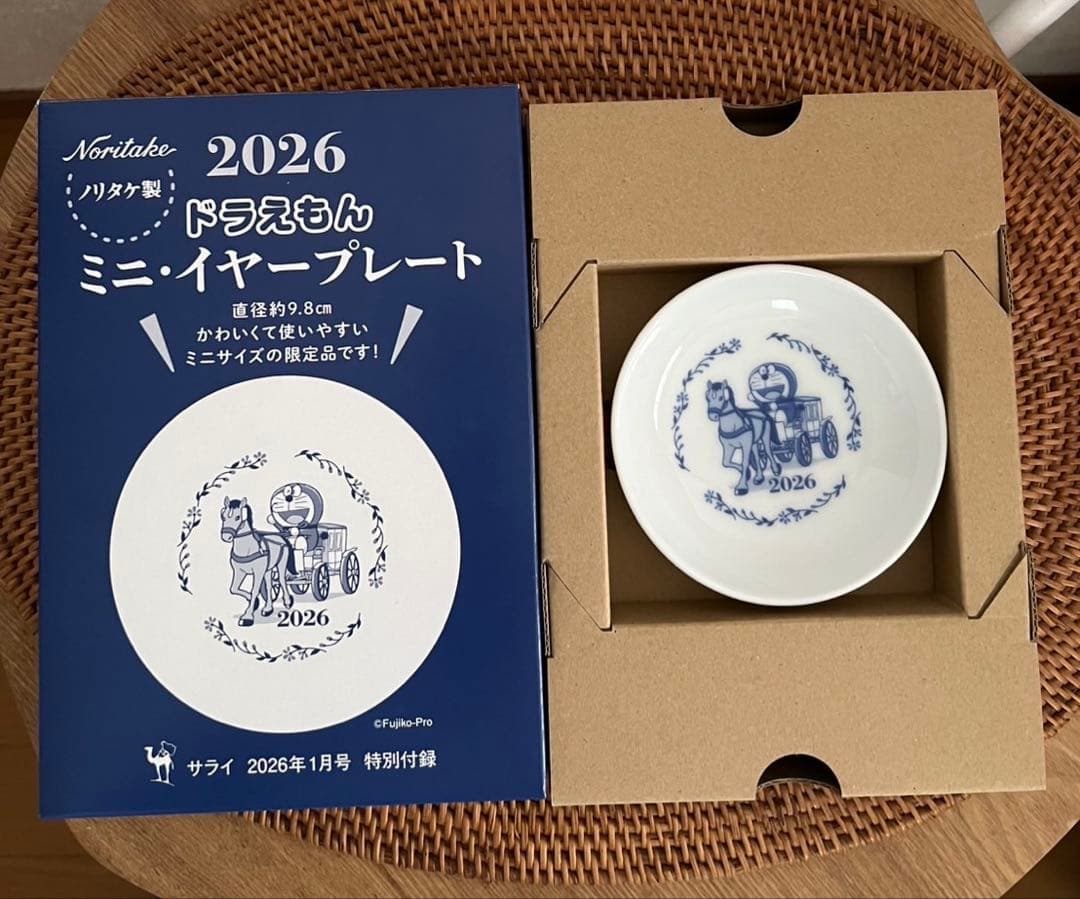 Noritake
ノリタケ製
2026
ドラえもん
ミニ・イヤープレート
直径約9.8cm
かわいくて使いやすい
ミニサイズの限定品です!
2026
©Fujiko-Pro
サライ 2026年1月号 特別付録
2026